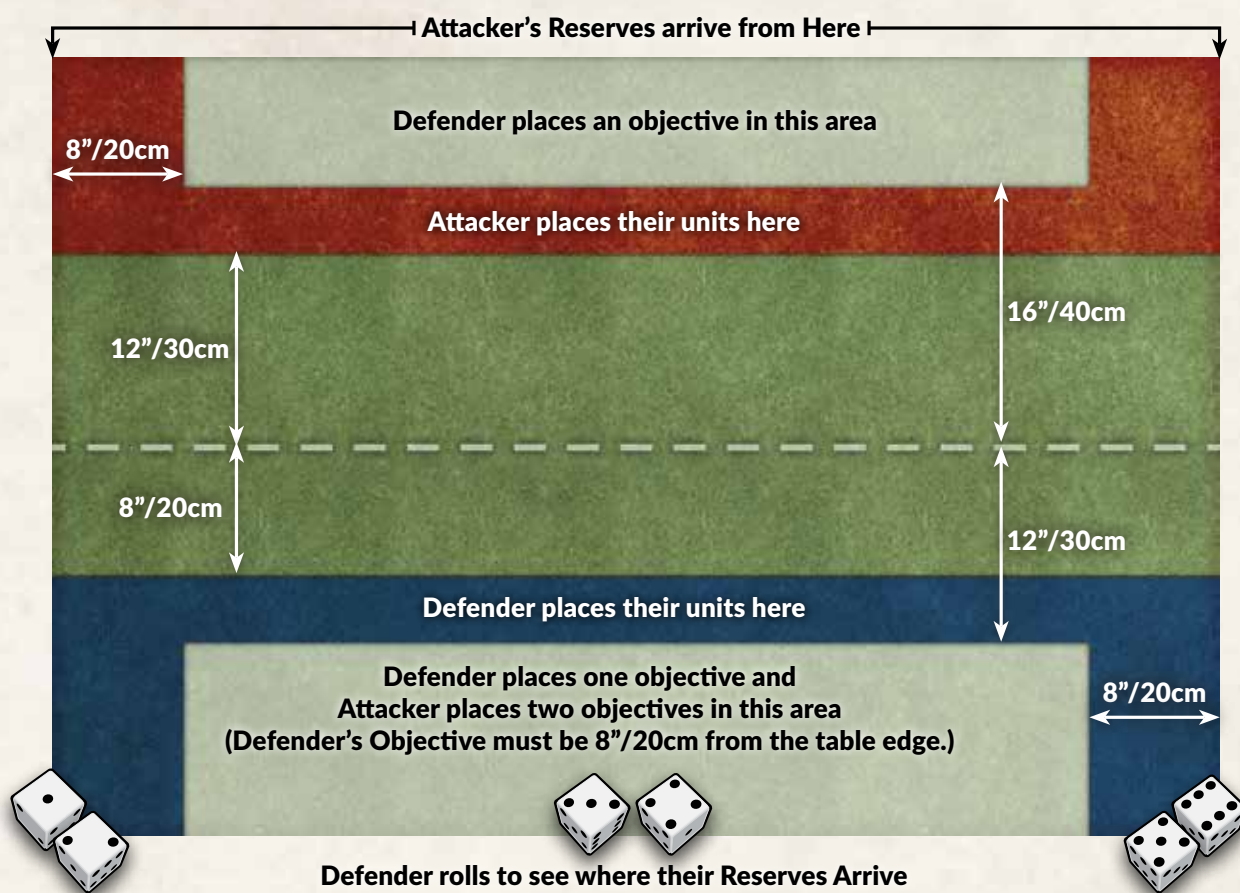 Attacker’s Reserves arrive from Here
Defender places an objective in this area
8”/20cm
Attacker places their units here
16”/40cm
12”/30cm
8”/20cm
12”/30cm
Defender places their units here
Defender places one objective and
Attacker places two objectives in this area
(Defender’s Objective must be 8”/20cm from the table edge.)
8”/20cm
Defender rolls to see where their Reserves Arrive